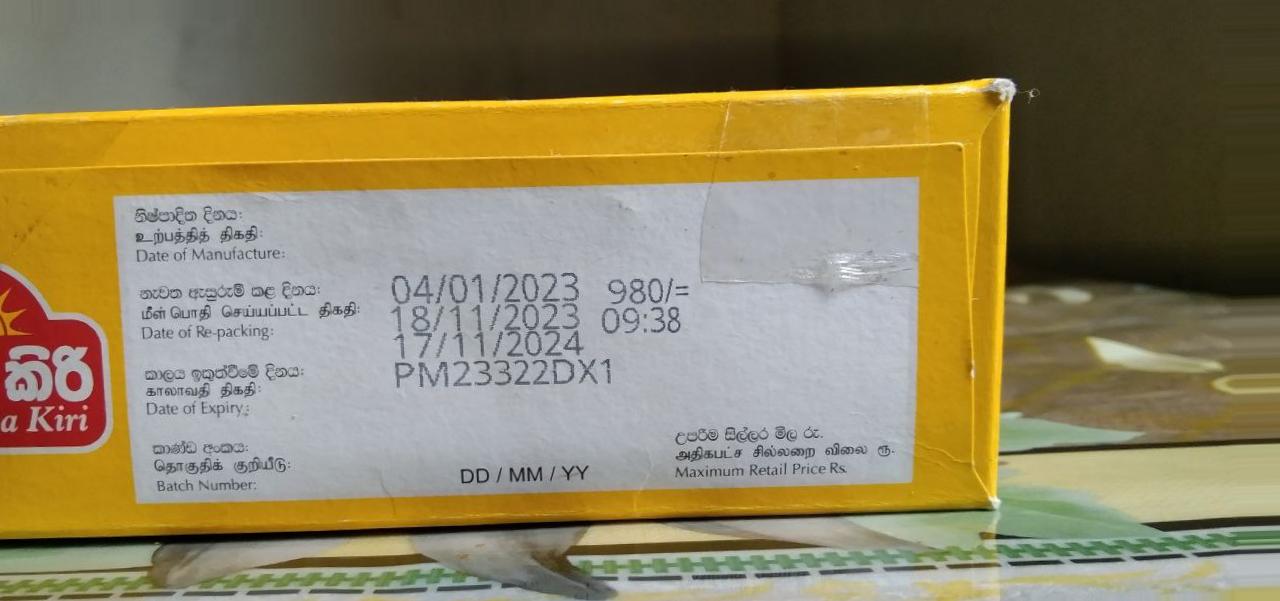 නිෂ්පාදිත දිනය:
உற்பத்தித் திகதி:
Date of Manufacture:
නැවත ඇසුරුම් කළ දිනය:
மீள் பொதி செய்யப்பட்ட திகதி:
Date of Re-packing:
04/01/2023 980/=
18/11/2023 09:38
17/11/2024
PM23322DX1
කාලය ඉකුත්වීමේ දිනය:
காலாவதி திகதி:
Date of Expiry:
කාණ්ඩ අංකය:
தொகுதிக் குறியீடு:
Batch Number:
DD / MM / YY
උපරිම සිල්ලර මිල රු.
அதிகபட்ச சில்லறை விலை ரூ.
Maximum Retail Price Rs.
කිරි
a Kiri